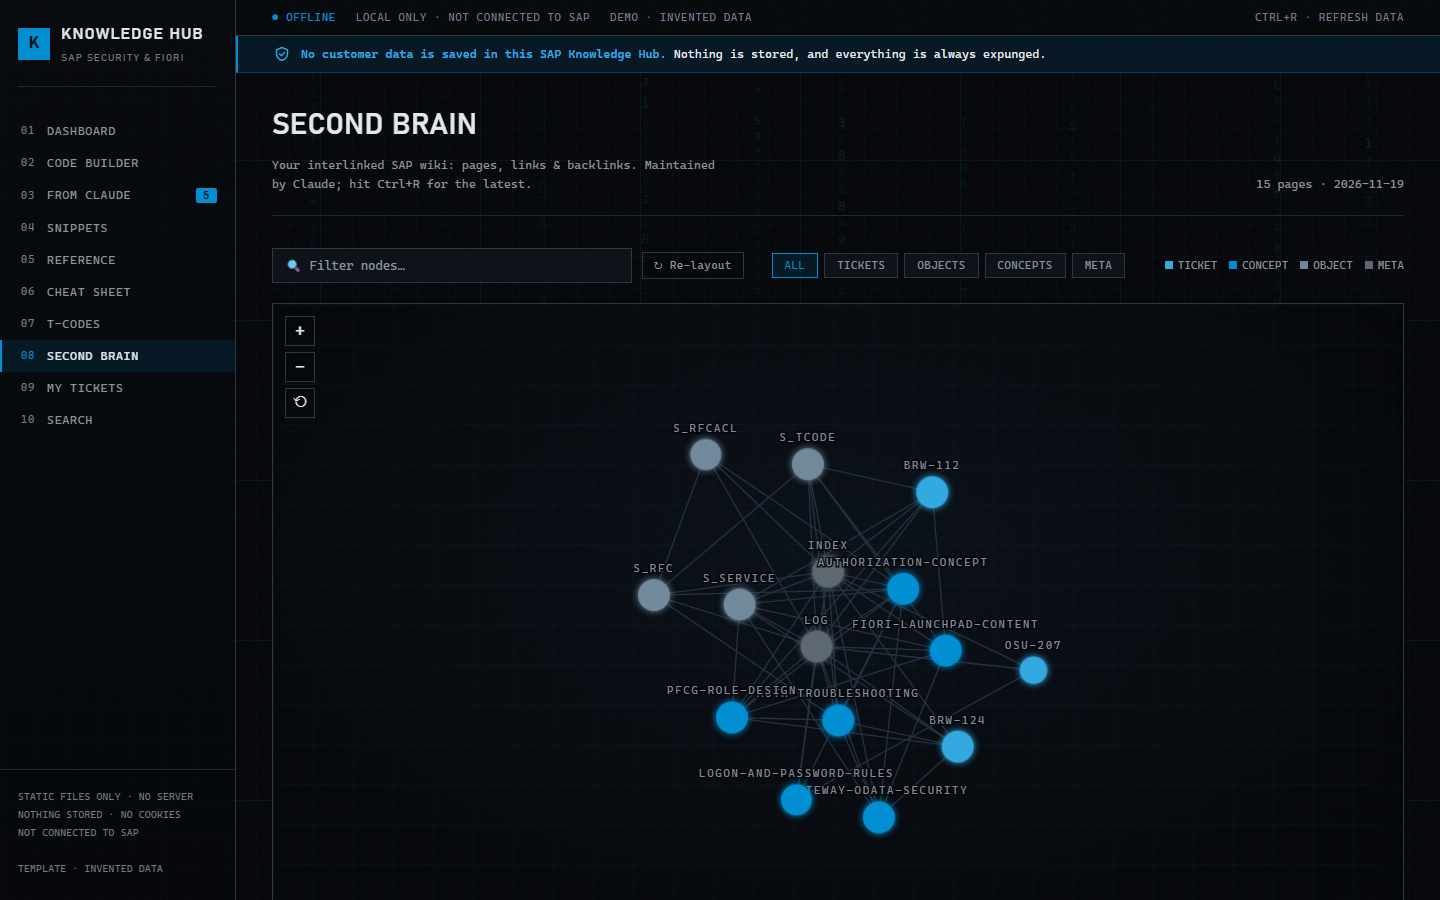 K
KNOWLEDGE HUB
SAP SECURITY & FIORI
01 DASHBOARD
02 CODE BUILDER
03 FROM CLAUDE 5
04 SNIPPETS
05 REFERENCE
06 CHEAT SHEET
07 T-CODES
08 SECOND BRAIN
09 MY TICKETS
10 SEARCH
STATIC FILES ONLY · NO SERVER
NOTHING STORED · NO COOKIES
NOT CONNECTED TO SAP
TEMPLATE · INVENTED DATA
OFFLINE LOCAL ONLY · NOT CONNECTED TO SAP DEMO · INVENTED DATA CTRL+R · REFRESH DATA
No customer data is saved in this SAP Knowledge Hub. Nothing is stored, and everything is always expunged.
SECOND BRAIN
Your interlinked SAP wiki: pages, links & backlinks. Maintained
by Claude; hit Ctrl+R for the latest.
15 pages · 2026-11-19
Filter nodes…
↻ Re-layout
ALL TICKETS OBJECTS CONCEPTS META
TICKET CONCEPT OBJECT META
+
−
S_RFCACL
S_TCODE
BRW-112
INDEX
AUTHORIZATION-CONCEPT
S_RFC
S_SERVICE
LOG
FIORI-LAUNCHPAD-CONTENT
OSU-207
PFCG-ROLE-DESIGN
TROUBLESHOOTING
BRW-124
LOGON-AND-PASSWORD-RULES
-ODATA-SECURITY